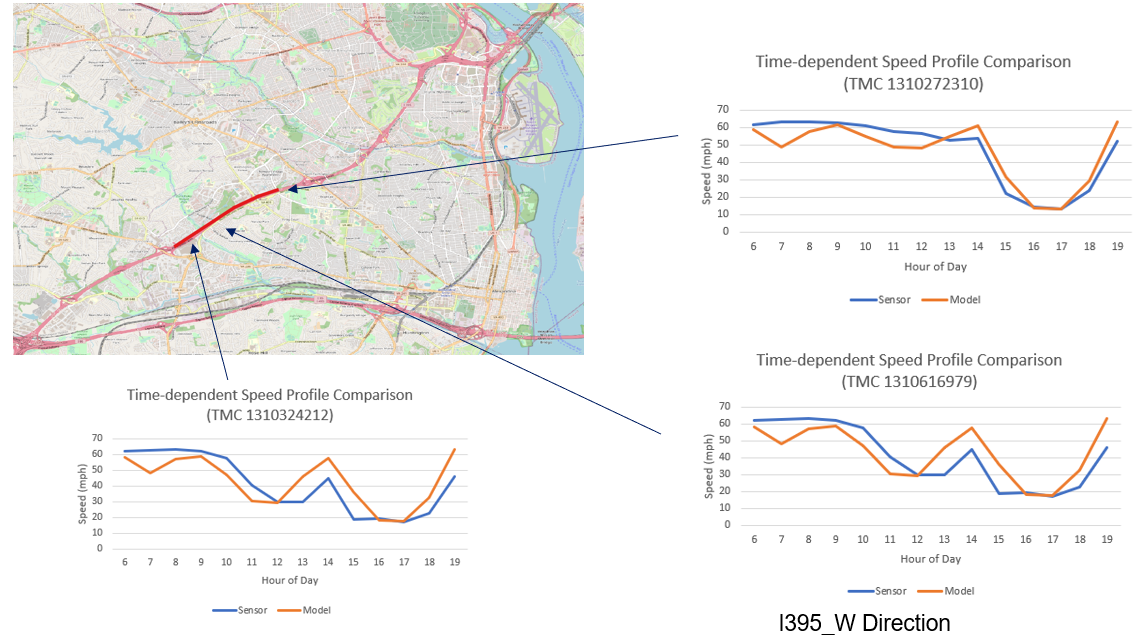 Time-dependent Speed Profile Comparison
(TMC 1310272310)
70
60
50
40
30
20
10
0
Speed (mph)
6 7 8 9 10 11 12 13 14 15 16 17 18 19
Hour of Day
Sensor Model
Time-dependent Speed Profile Comparison
(TMC 1310616979)
70
60
50
40
30
20
10
0
Speed (mph)
6 7 8 9 10 11 12 13 14 15 16 17 18 19
Hour of Day
Sensor Model
Time-dependent Speed Profile Comparison
(TMC 1310324212)
70
60
50
40
30
20
10
0
Speed (mph)
6 7 8 9 10 11 12 13 14 15 16 17 18 19
Hour of Day
Sensor Model
I395_W Direction